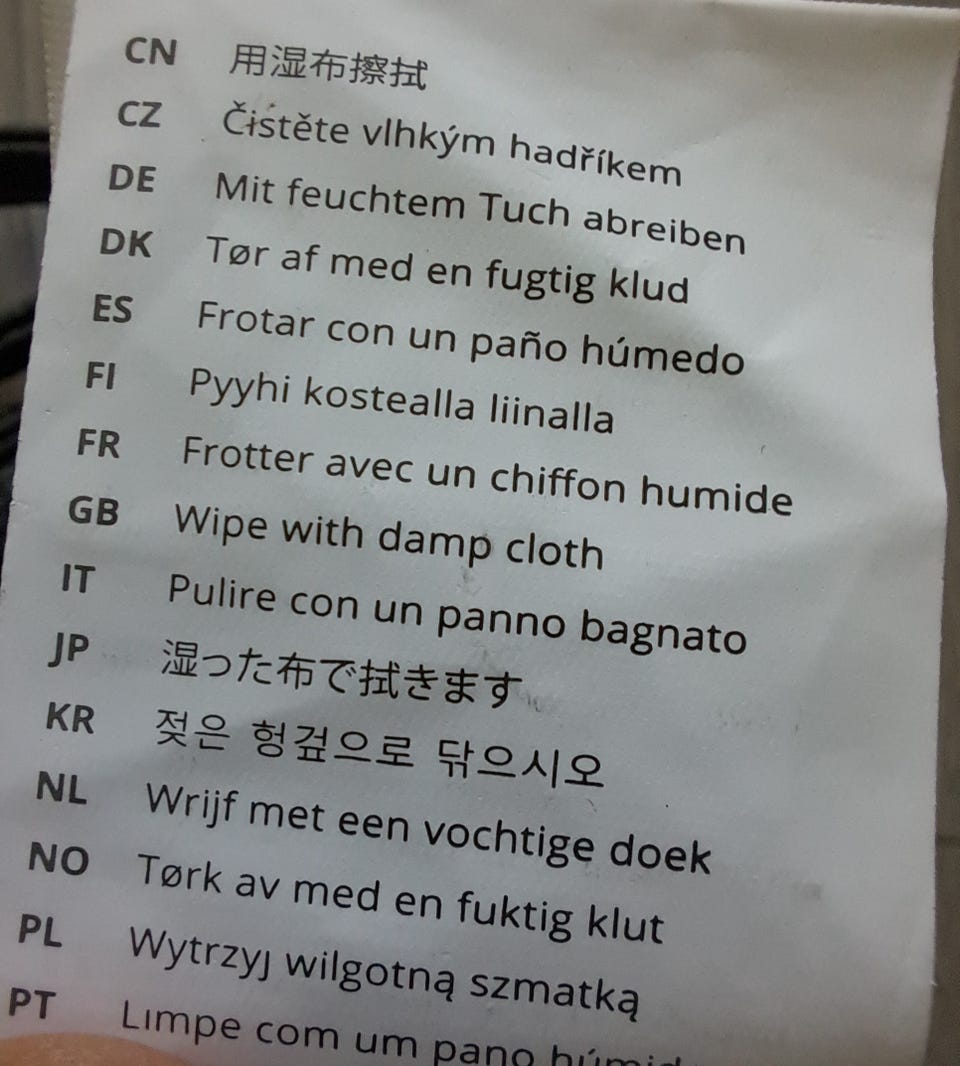 CN 用湿布擦拭
CZ Čistěte vlhkým hadříkem
DE Mit feuchtem Tuch abreiben
DK Tør af med en fugtig klud
ES Frotar con un paño húmedo
FI Pyyhi kostealla liinalla
FR Frotter avec un chiffon humide
GB Wipe with damp cloth
IT Pulire con un panno bagnato
JP 湿った布で拭きます
KR 젖은 헝겊으로 닦으시오
NL Wrijf met een vochtige doek
NO Tørk av med en fuktig klut
PL Wytrzyj wilgotną szmatką
PT Limpe com um pano